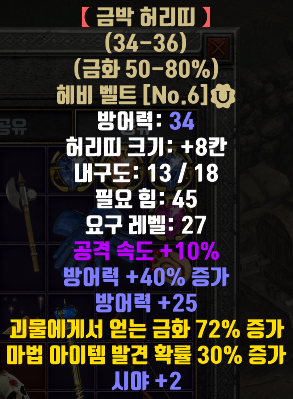 【 금박 허리띠 】
(34-36)
(금화 50-80%)
헤비 벨트 [No.6]
방어력: 34
허리띠 크기: +8칸
내구도: 13 / 18
필요 힘: 45
요구 레벨: 27
공격 속도 +10%
방어력 +40% 증가
방어력 +25
괴물에게서 얻는 금화 72% 증가
마법 아이템 발견 확률 30% 증가
시야 +2
공유